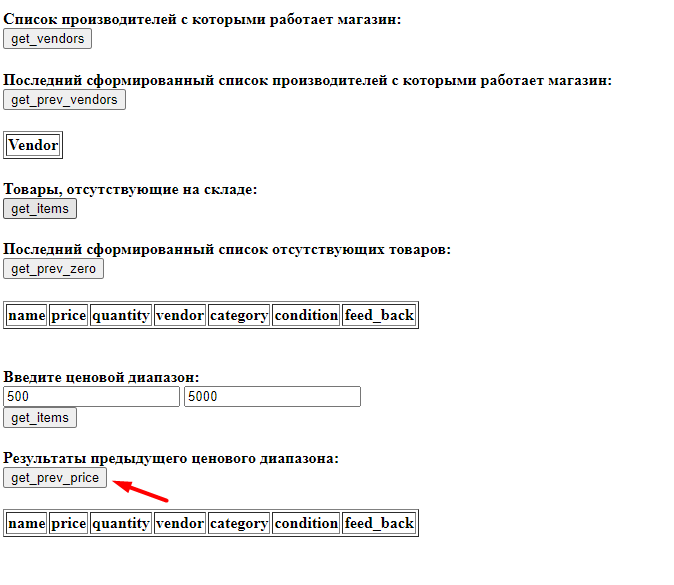 Список производителей с которыми работает магазин:
get_vendors
Последний сформированный список производителей с которыми работает магазин:
get_prev_vendors
Vendor
Товары, отсутствующие на складе:
get_items
Последний сформированный список отсутствующих товаров:
get_prev_zero
name price quantity vendor category condition feed_back
Введите ценовой диапазон:
500 5000
get_items
Результаты предыдущего ценового диапазона:
get_prev_price
name price quantity vendor category condition feed_back